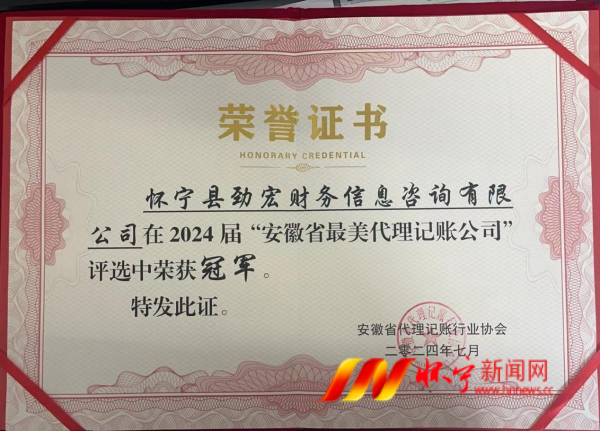 荣誉证书
HONORARY CREDENTIAL
怀宁县劲宏财务信息咨询有限
公司在2024届“安徽省最美代理记账公司”
评选中荣获冠军。
特发此证。
安徽省代理记账行业协会
二零二四年七月
怀宁新闻网
www.hnnews.cc